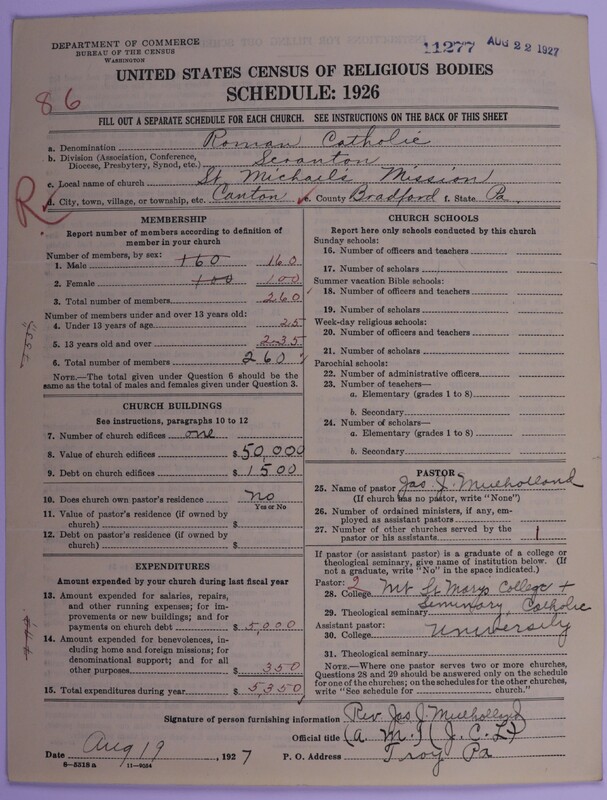 DEPARTMENT OF COMMERCE
BUREAU OF THE CENSUS
WASHINGTON
11277 AUG 22 1927
UNITED STATES CENSUS OF RELIGIOUS BODIES
SCHEDULE: 1926
86
FILL OUT A SEPARATE SCHEDULE FOR EACH CHURCH. SEE INSTRUCTIONS ON THE BACK OF THIS SHEET
a. Denomination Roman Catholic
b. Division (Association, Conference, Diocese, Presbytery, Synod, etc.) Scranton
c. Local name of church St Michael's Mission
R
d. City, town, village, or township, etc. Canton e. County Bradford f. State Pa
MEMBERSHIP
Report number of members according to definition of member in your church
Number of members, by sex:
1. Male 160 160
2. Female 100 100
3. Total number of members 260
Number of members under and over 13 years old:
4. Under 13 years of age 25
5. 13 years old and over 235
6. Total number of members 260
NOTE.—The total given under Question 6 should be same as the total of males and females given under Question 3.
CHURCH BUILDINGS
See instructions, paragraphs 10 to 12
7. Number of church edifices one
8. Value of church edifices $50,000
9. Debt on church edifices $1500
10. Does church own pastor's residence No
Yes or No
11. Value of pastor's residence (if owned by church) $
12. Debt on pastor's residence (if owned by church) $
EXPENDITURES
Amount expended by your church during last fiscal year
13. Amount expended for salaries, repairs, and other running expenses; for improvements or new buildings; and for payments on church debt $5,000
14. Amount expended for benevolences, including home and foreign missions; for denominational support; and for all other purposes $350
15. Total expenditures during year $5,350
CHURCH SCHOOLS
Report here only schools conducted by this church
Sunday schools:
16. Number of officers and teachers
17. Number of scholars
Summer vacation Bible schools:
18. Number of officers and teachers
19. Number of scholars
Week-day religious schools:
20. Number of officers and teachers
21. Number of scholars
Parochial schools:
22. Number of administrative officers
23. Number of teachers—
a. Elementary (grades 1 to 8)
b. Secondary
24. Number of scholars—
a. Elementary (grades 1 to 8)
b. Secondary
PASTOR
25. Name of pastor Jas. J. Mulholland
(If church has no pastor, write "None")
26. Number of ordained ministers, if any, employed as assistant pastors
27. Number of other churches served by the pastor or his assistants 1
If pastor (or assistant pastor) is a graduate of a college or theological seminary, give name of institution below. (If not a graduate, write "No" in the space indicated.)
Pastor: 2
28. College Mt St Marys College +
29. Theological seminary Seminary, Catholic
Assistant pastor: University
30. College
31. Theological seminary
NOTE.—Where one pastor serves two or more churches, Questions 28 and 29 should be answered only on the schedule for one of the churches; on the schedules for the other churches, write "See schedule for church."
Signature of person furnishing information Rev. Jas J. Mulholland
Official title (A. M.) (J. C. L.)
Date Aug 19, 1927 P. O. Address Troy Pa
8—5318a 11—9554